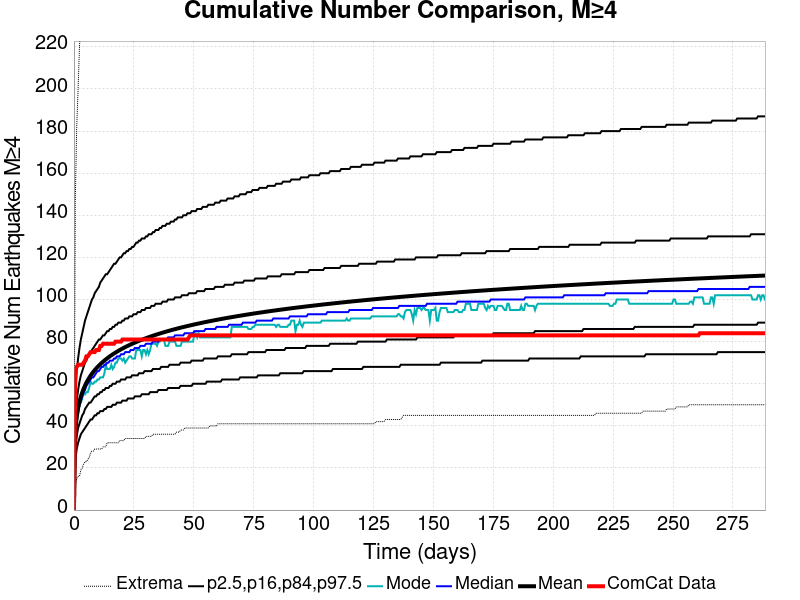 Cumulative Number Comparison, M≥4
Cumulative Num Earthquakes M≥4
220
200
180
160
140
120
100
80
60
40
20
0
0 25 50 75 100 125 150 175 200 225 250 275
Time (days)
Extrema p2.5,p16,p84,p97.5 Mode Median Mean ComCat Data